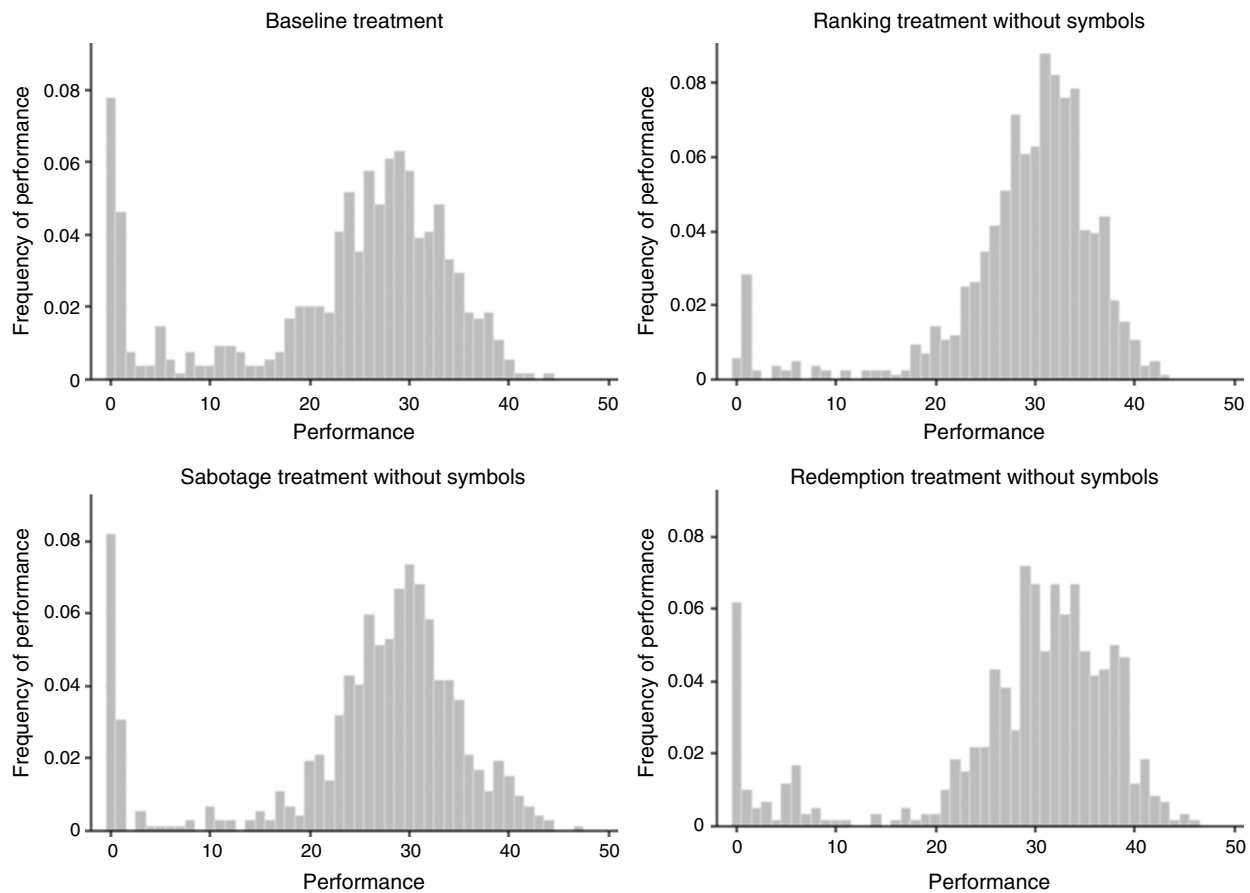 Baseline treatment
Frequency of performance
0.08
0.06
0.04
0.02
0
0 10 20 30 40 50
Performance
Ranking treatment without symbols
Frequency of performance
0.08
0.06
0.04
0.02
0
0 10 20 30 40 50
Performance
Sabotage treatment without symbols
Frequency of performance
0.08
0.06
0.04
0.02
0
0 10 20 30 40 50
Performance
Redemption treatment without symbols
Frequency of performance
0.08
0.06
0.04
0.02
0
0 10 20 30 40 50
Performance